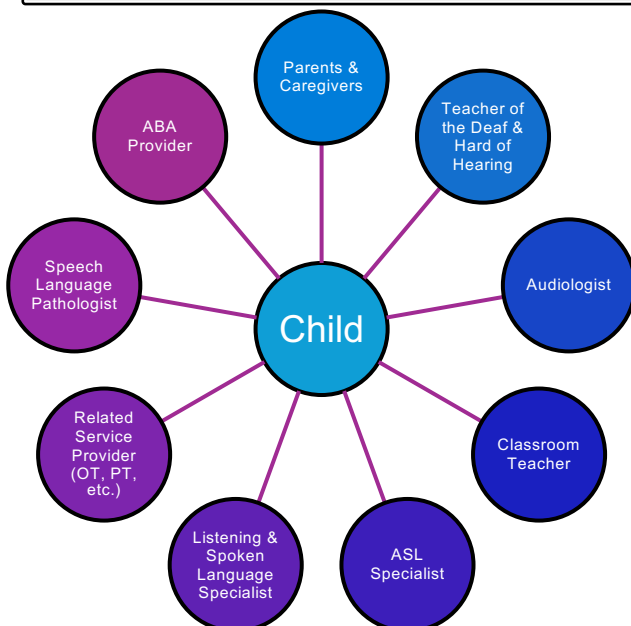 Parents &
Caregivers
Teacher of
the Deaf &
Hard of
Hearing
Audiologist
Classroom
Teacher
ASL
Specialist
Listening &
Spoken
Language
Specialist
Related
Service
Provider
(OT, PT,
etc.)
Speech
Language
Pathologist
ABA
Provider
Child